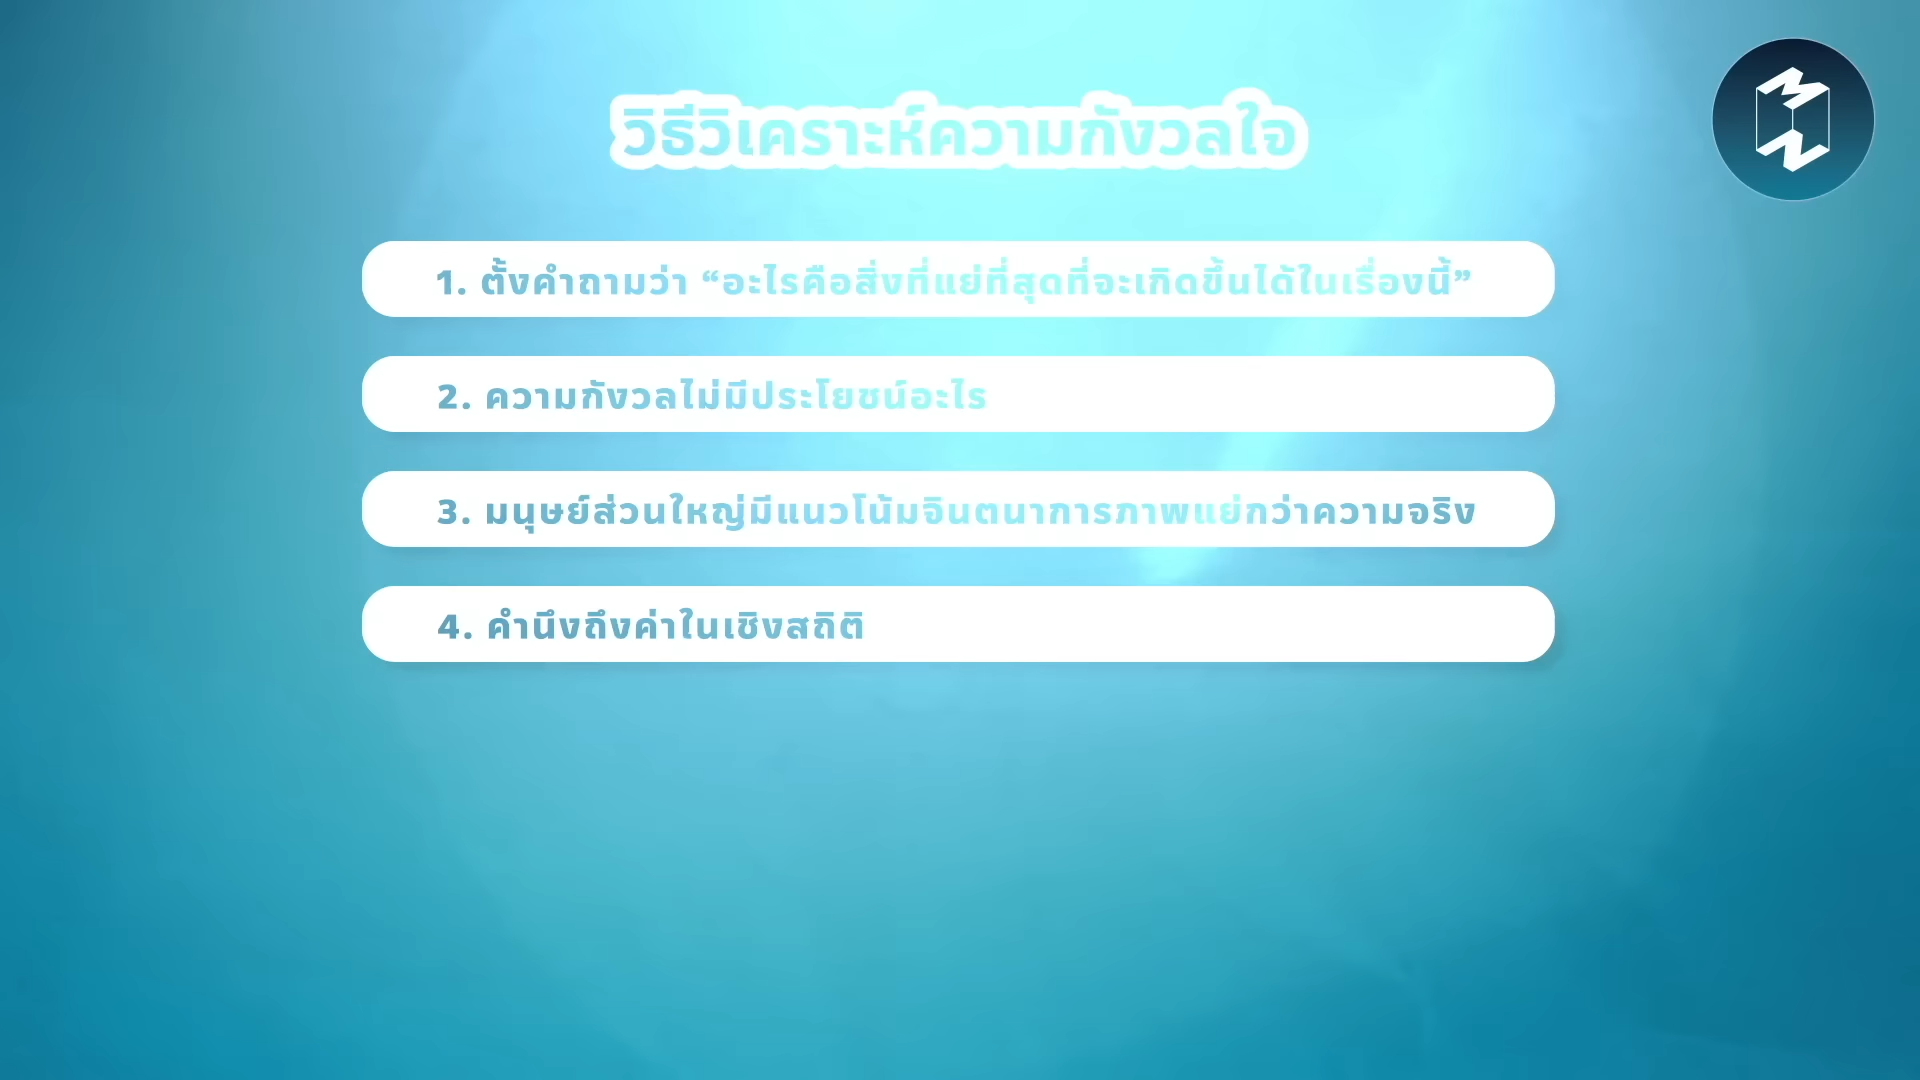 วิธีวิเคราะห์ความกังวลใจ
1. ตั้งคำถามว่า “อะไรคือสิ่งที่แย่ที่สุดที่จะเกิดขึ้นได้ในเรื่องนี้”
2. ความกังวลไม่มีประโยชน์อะไร
3. มนุษย์ส่วนใหญ่มีแนวโน้มจินตนาการภาพแย่กว่าความจริง
4. คำนึงถึงค่าในเชิงสถิติ